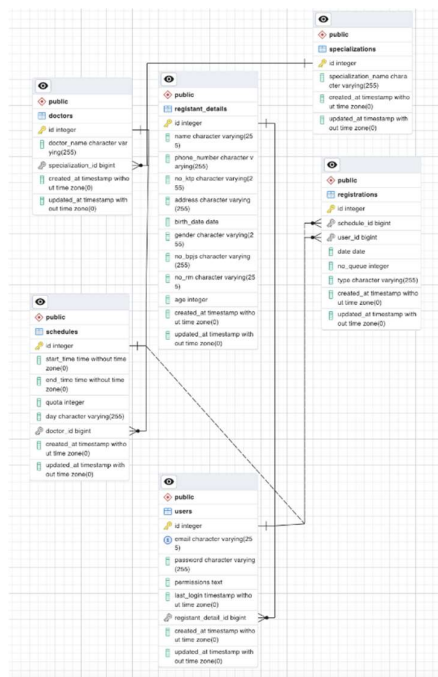 public
specializations
id integer
specialization_name chara
cter varying(255)
created_at timestamp witho
ut time zone(0)
updated_at timestamp with
out time zone(0)
public
doctors
id integer
doctor_name character var
ying(255)
specialization_id bigint
created_at timestamp witho
ut time zone(0)
updated_at timestamp with
out time zone(0)
public
registant_details
id integer
name character varying(25
5)
phone_number character v
arying(255)
no_ktp character varying(2
55)
address character varying
(255)
birth_date date
gender character varying(2
55)
no_bpjs character varying
(255)
no_rm character varying(25
5)
age integer
created_at timestamp witho
ut time zone(0)
updated_at timestamp with
out time zone(0)
public
registrations
id integer
schedule_id bigint
user_id bigint
date date
no_queue integer
type character varying(255)
created_at timestamp witho
ut time zone(0)
updated_at timestamp with
out time zone(0)
public
schedules
id integer
start_time time without time
zone(0)
end_time time without time
zone(0)
quota integer
day character varying(255)
doctor_id bigint
created_at timestamp witho
ut time zone(0)
updated_at timestamp with
out time zone(0)
public
users
id integer
email character varying(25
5)
password character varying
(255)
permissions text
last_login timestamp witho
ut time zone(0)
registant_detail_id bigint
created_at timestamp witho
ut time zone(0)
updated_at timestamp with
out time zone(0)